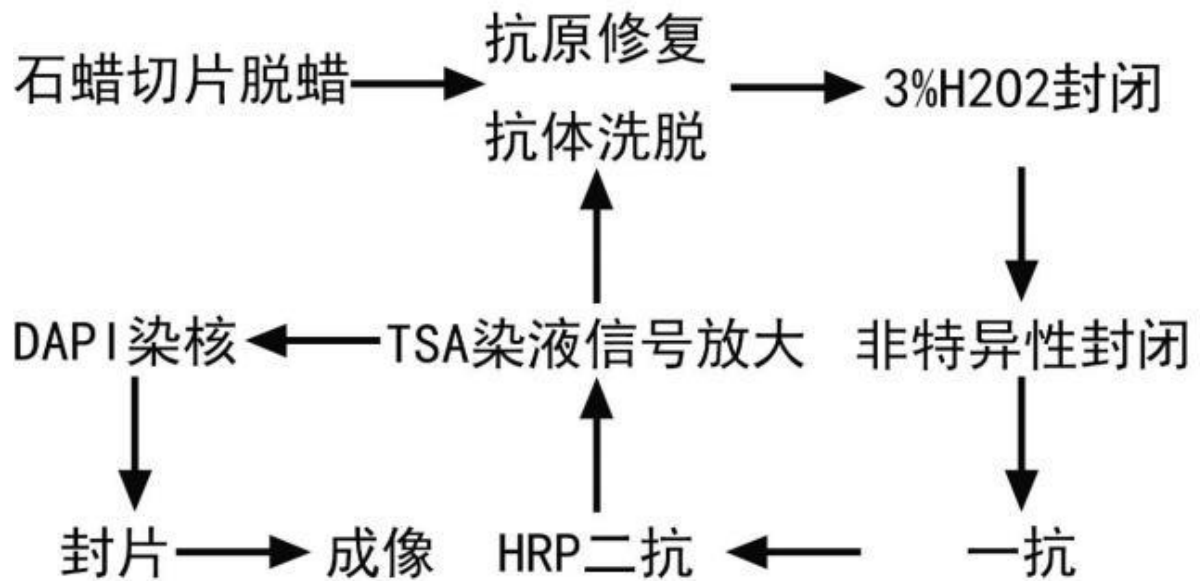 石蜡切片脱蜡
抗原修复
抗体洗脱
3%H2O2封闭
DAPI染核
TSA染液信号放大
非特异性封闭
封片
成像
HRP二抗
一抗